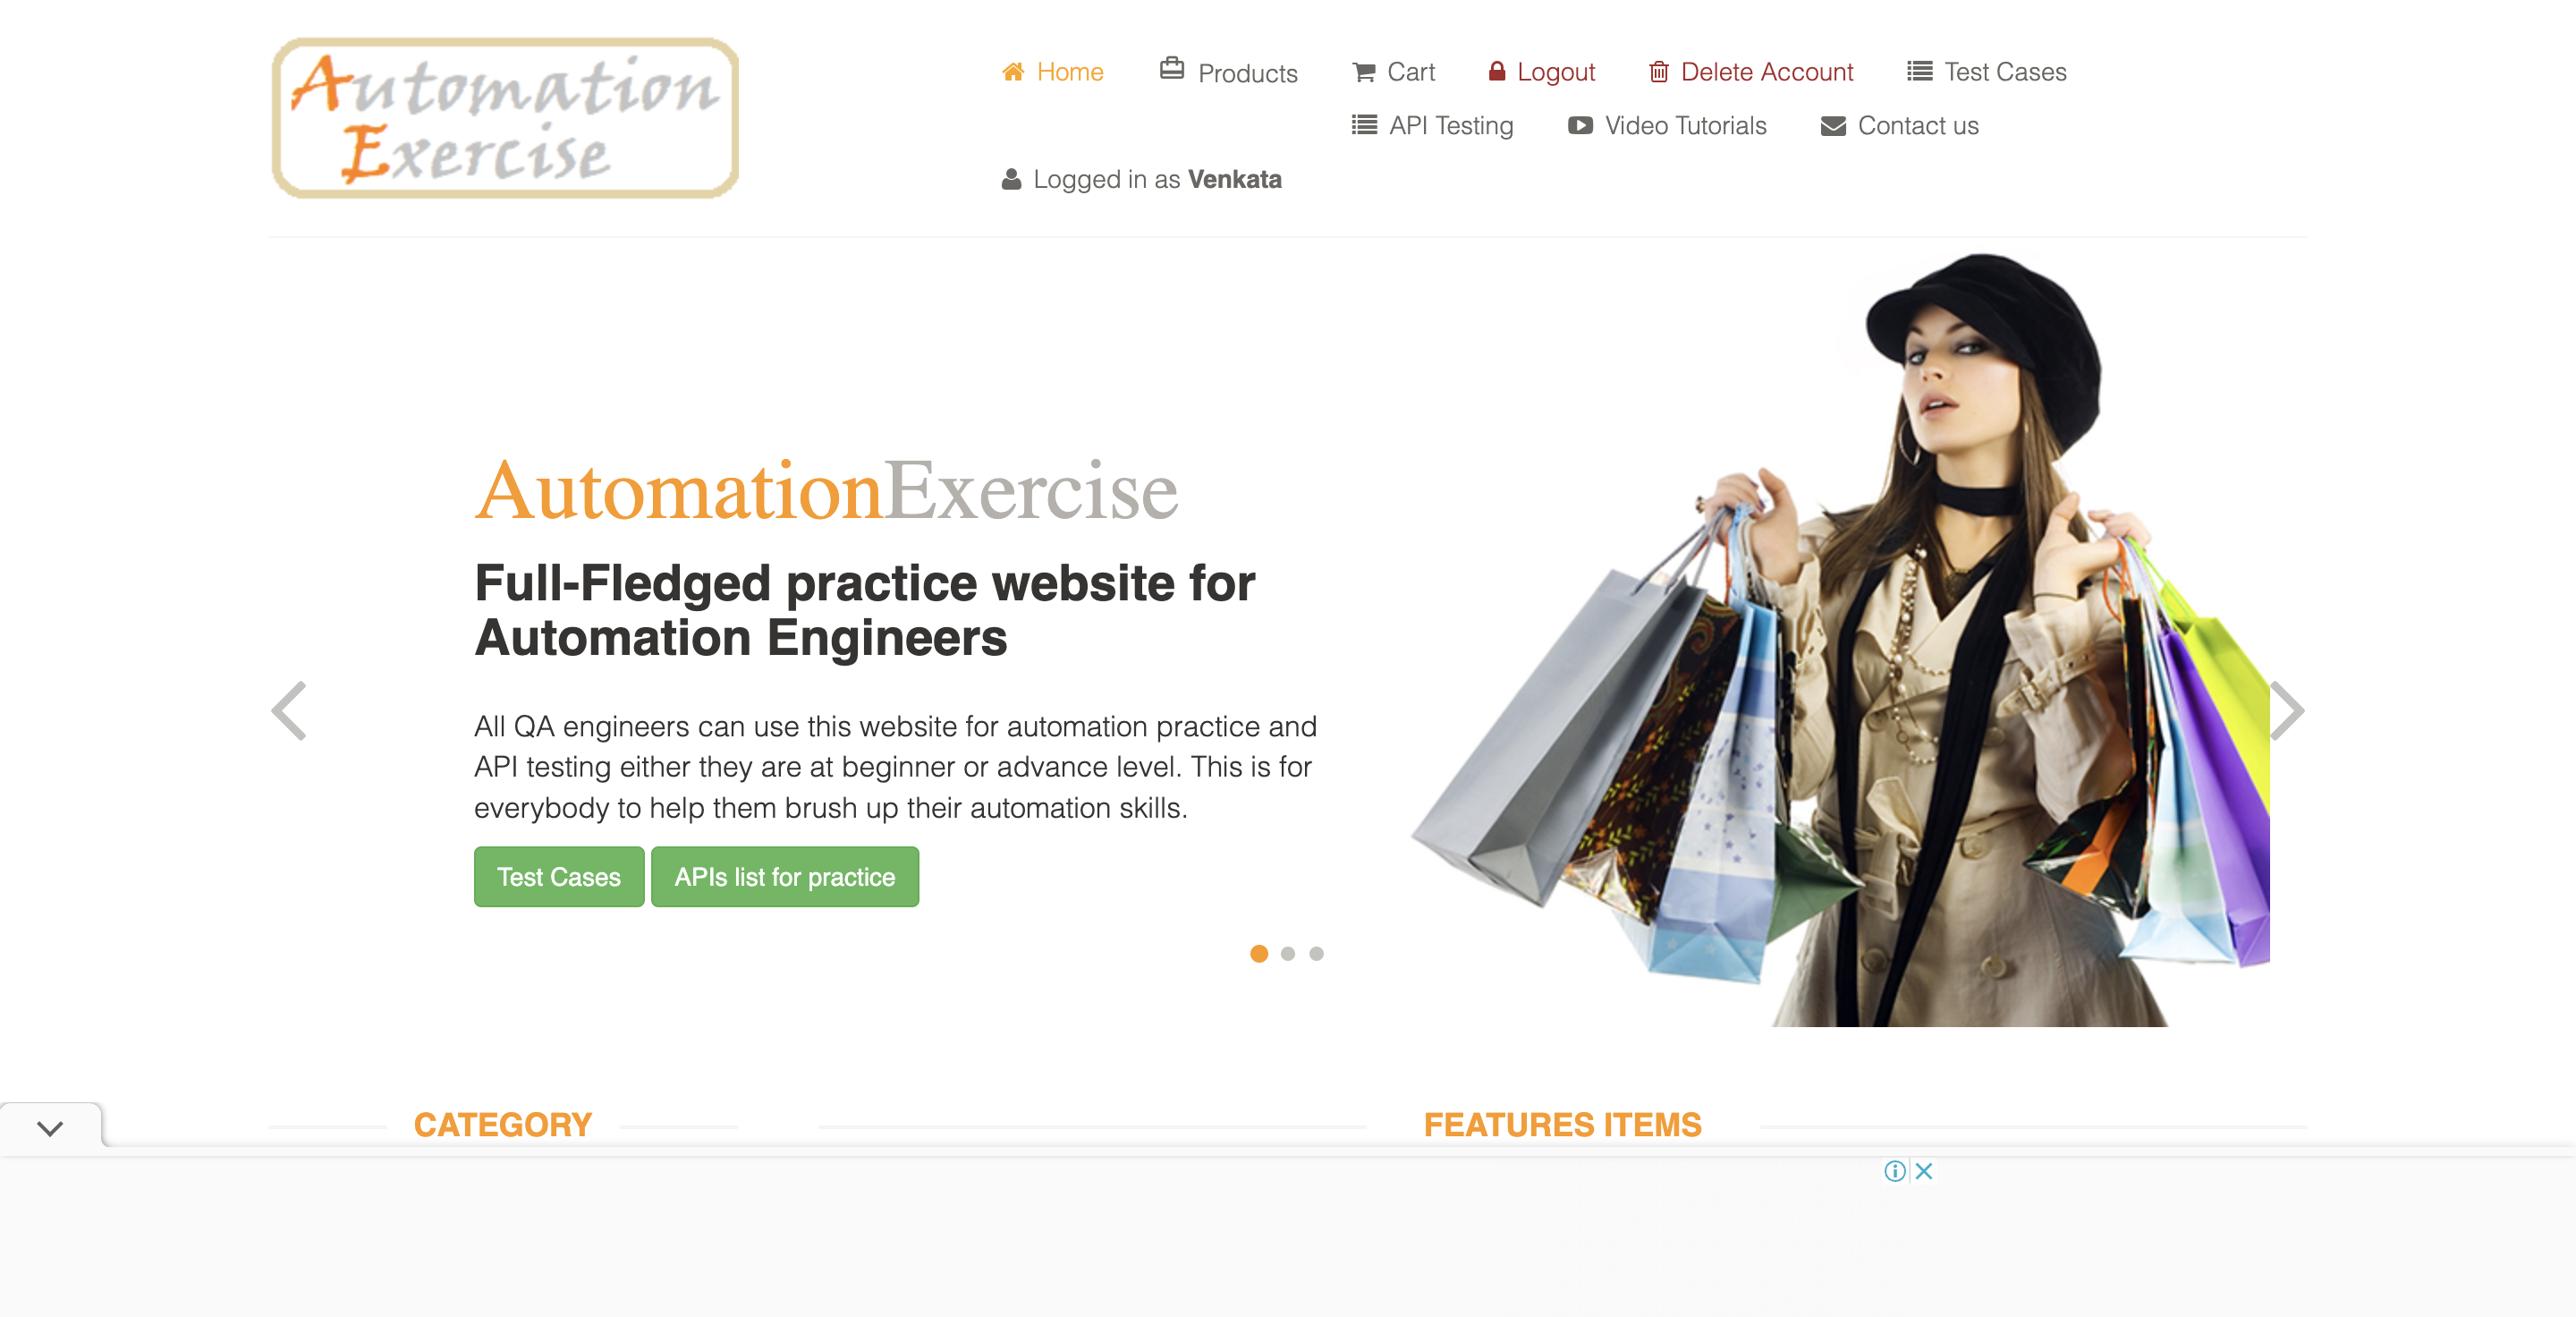 Automation
Exercise
Home Products Cart Logout Delete Account Test Cases
API Testing Video Tutorials Contact us
Logged in as Venkata
AutomationExercise
Full-Fledged practice website for
Automation Engineers
All QA engineers can use this website for automation practice and
API testing either they are at beginner or advance level. This is for
everybody to help them brush up their automation skills.
Test Cases APIs list for practice
CATEGORY FEATURES ITEMS